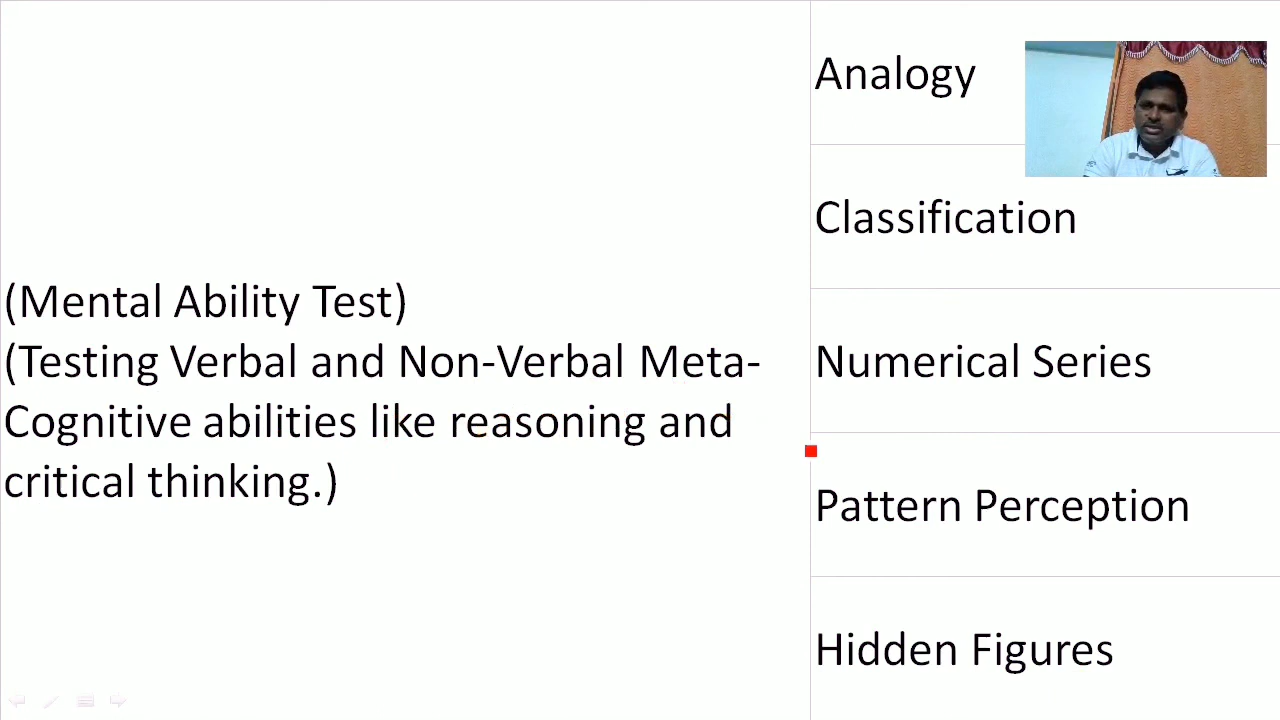 (Mental Ability Test)
(Testing Verbal and Non-Verbal Meta-
Cognitive abilities like reasoning and
critical thinking.)
Analogy
Classification
Numerical Series
Pattern Perception
Hidden Figures